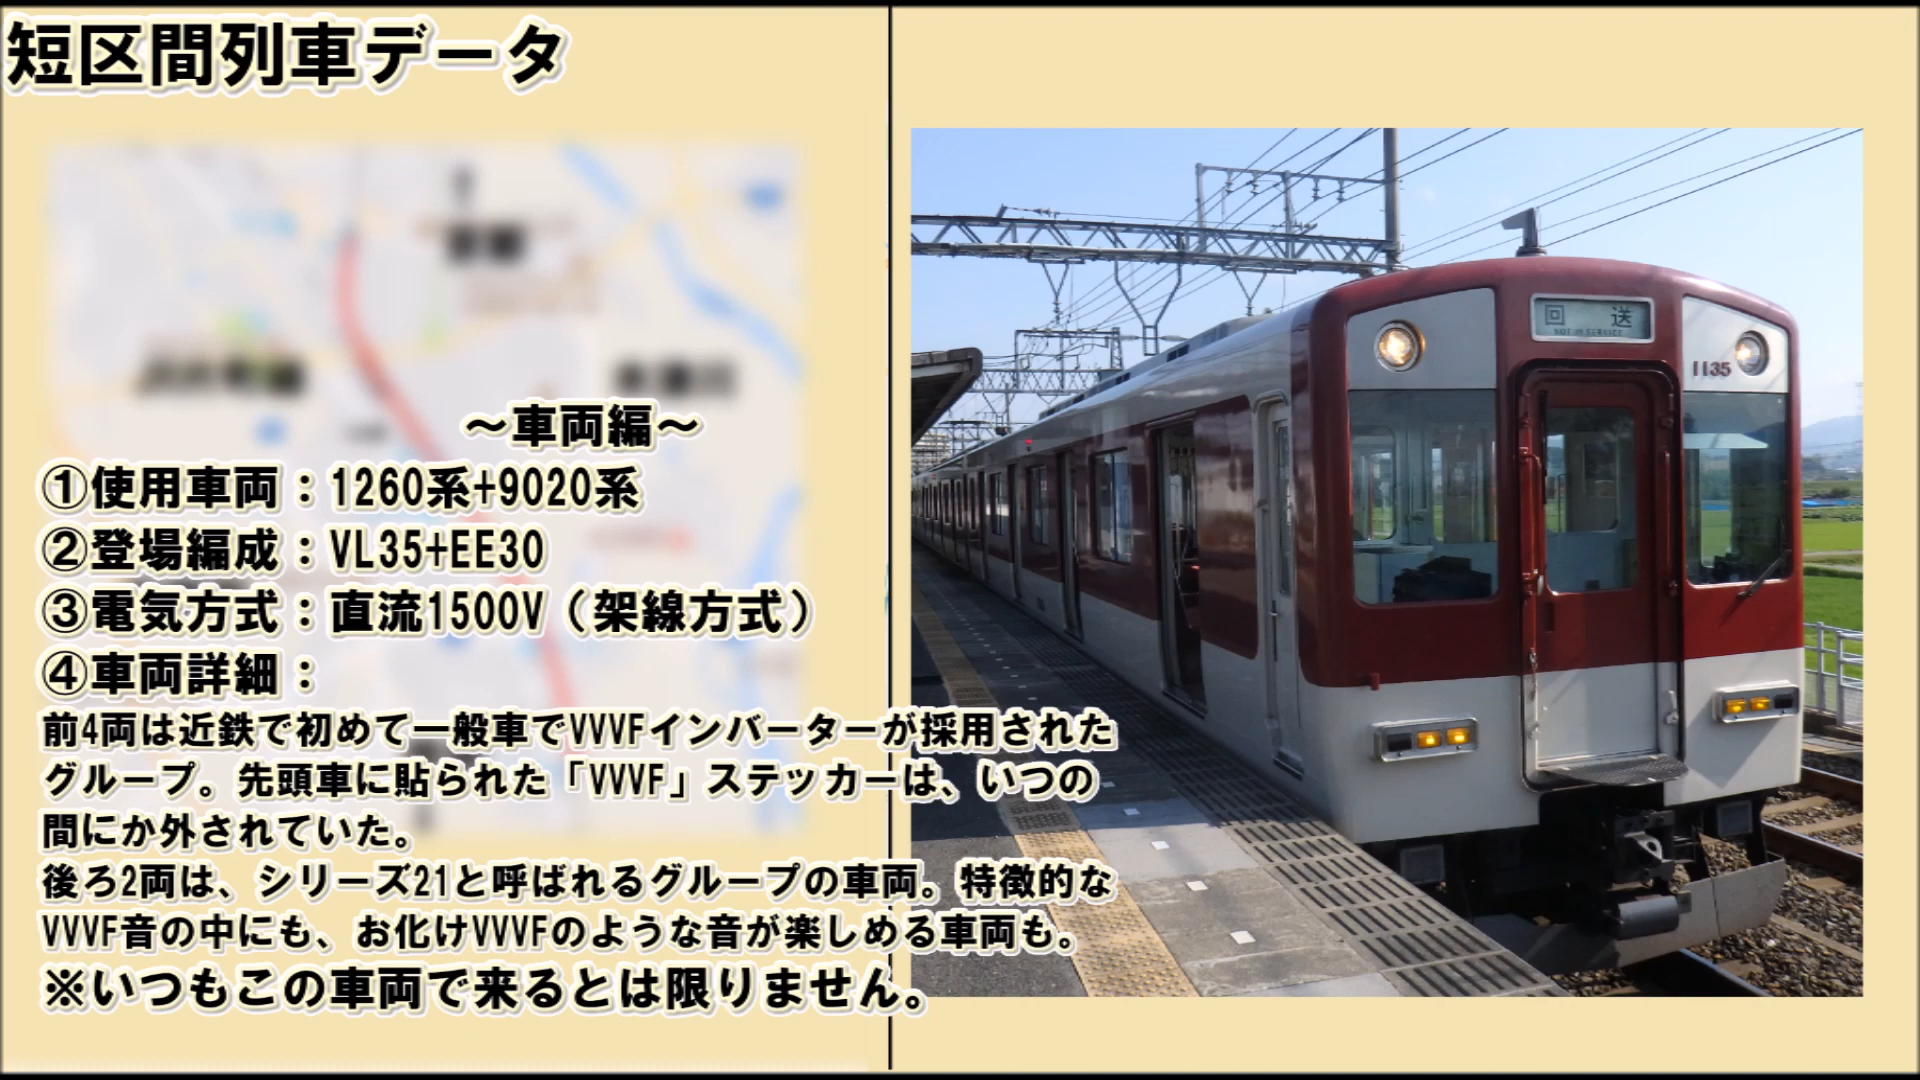 短区間列車データ
～車両編～
①使用車両：1260系+9020系
②登場編成：VL35+EE30
③電気方式：直流1500V（架線方式）
④車両詳細：
前4両は近鉄で初めて一般車でVVVFインバーターが採用された
グループ。先頭車に貼られた「VVVF」ステッカーは、いつの
間にか外されていた。
後ろ2両は、シリーズ21と呼ばれるグループの車両。特徴的な
VVVF音の中にも、お化けVVVFのような音が楽しめる車両も。
※いつもこの車両で来るとは限りません。
回送
NOT IN SERVICE
1135